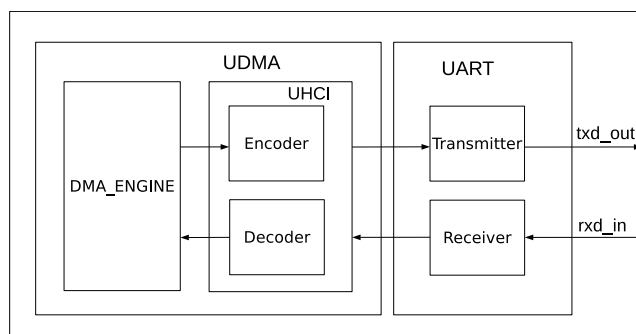 UDMA
UART
UHCI
DMA_ENGINE
Encoder
Decoder
Transmitter
Receiver
txd_out
rxd_in